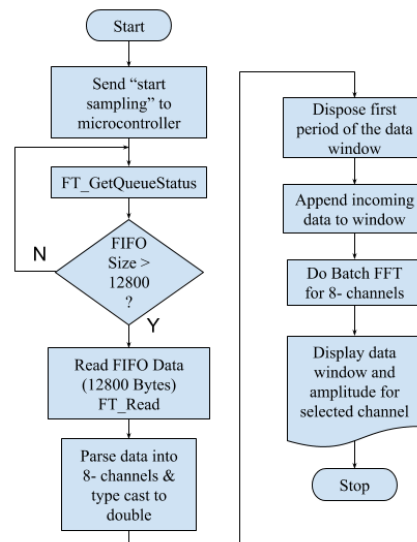 Start
Send “start
sampling” to
microcontroller
FT_GetQueueStatus
FIFO
Size >
12800
?
N
Y
Read FIFO Data
(12800 Bytes)
FT_Read
Parse data into
8- channels &
type cast to
double
Dispose first
period of the data
window
Append incoming
data to window
Do Batch FFT
for 8- channels
Display data
window and
amplitude for
selected channel
Stop